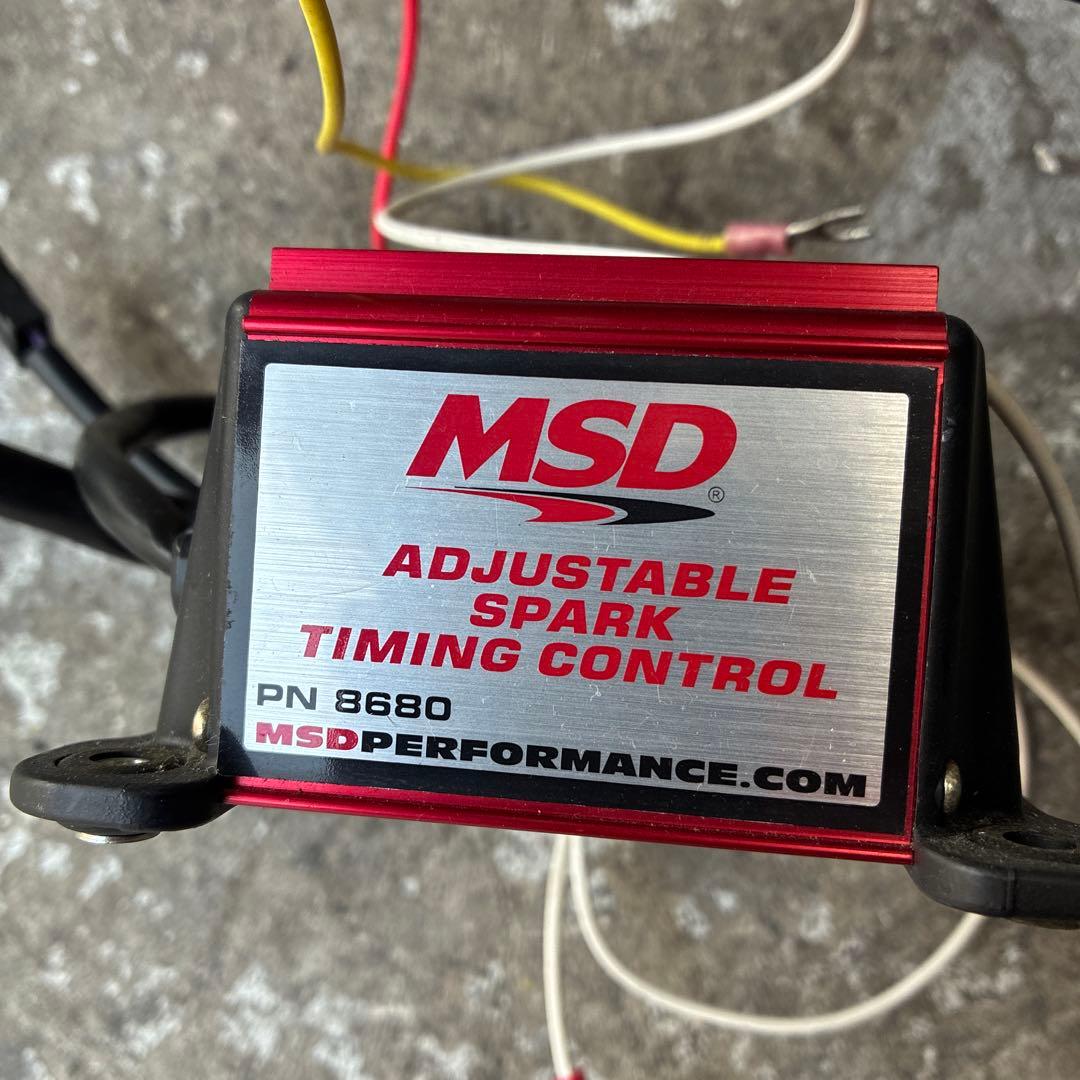 MSD®
ADJUSTABLE
SPARK
TIMING CONTROL
PN 8680
MSDPERFORMANCE.COM